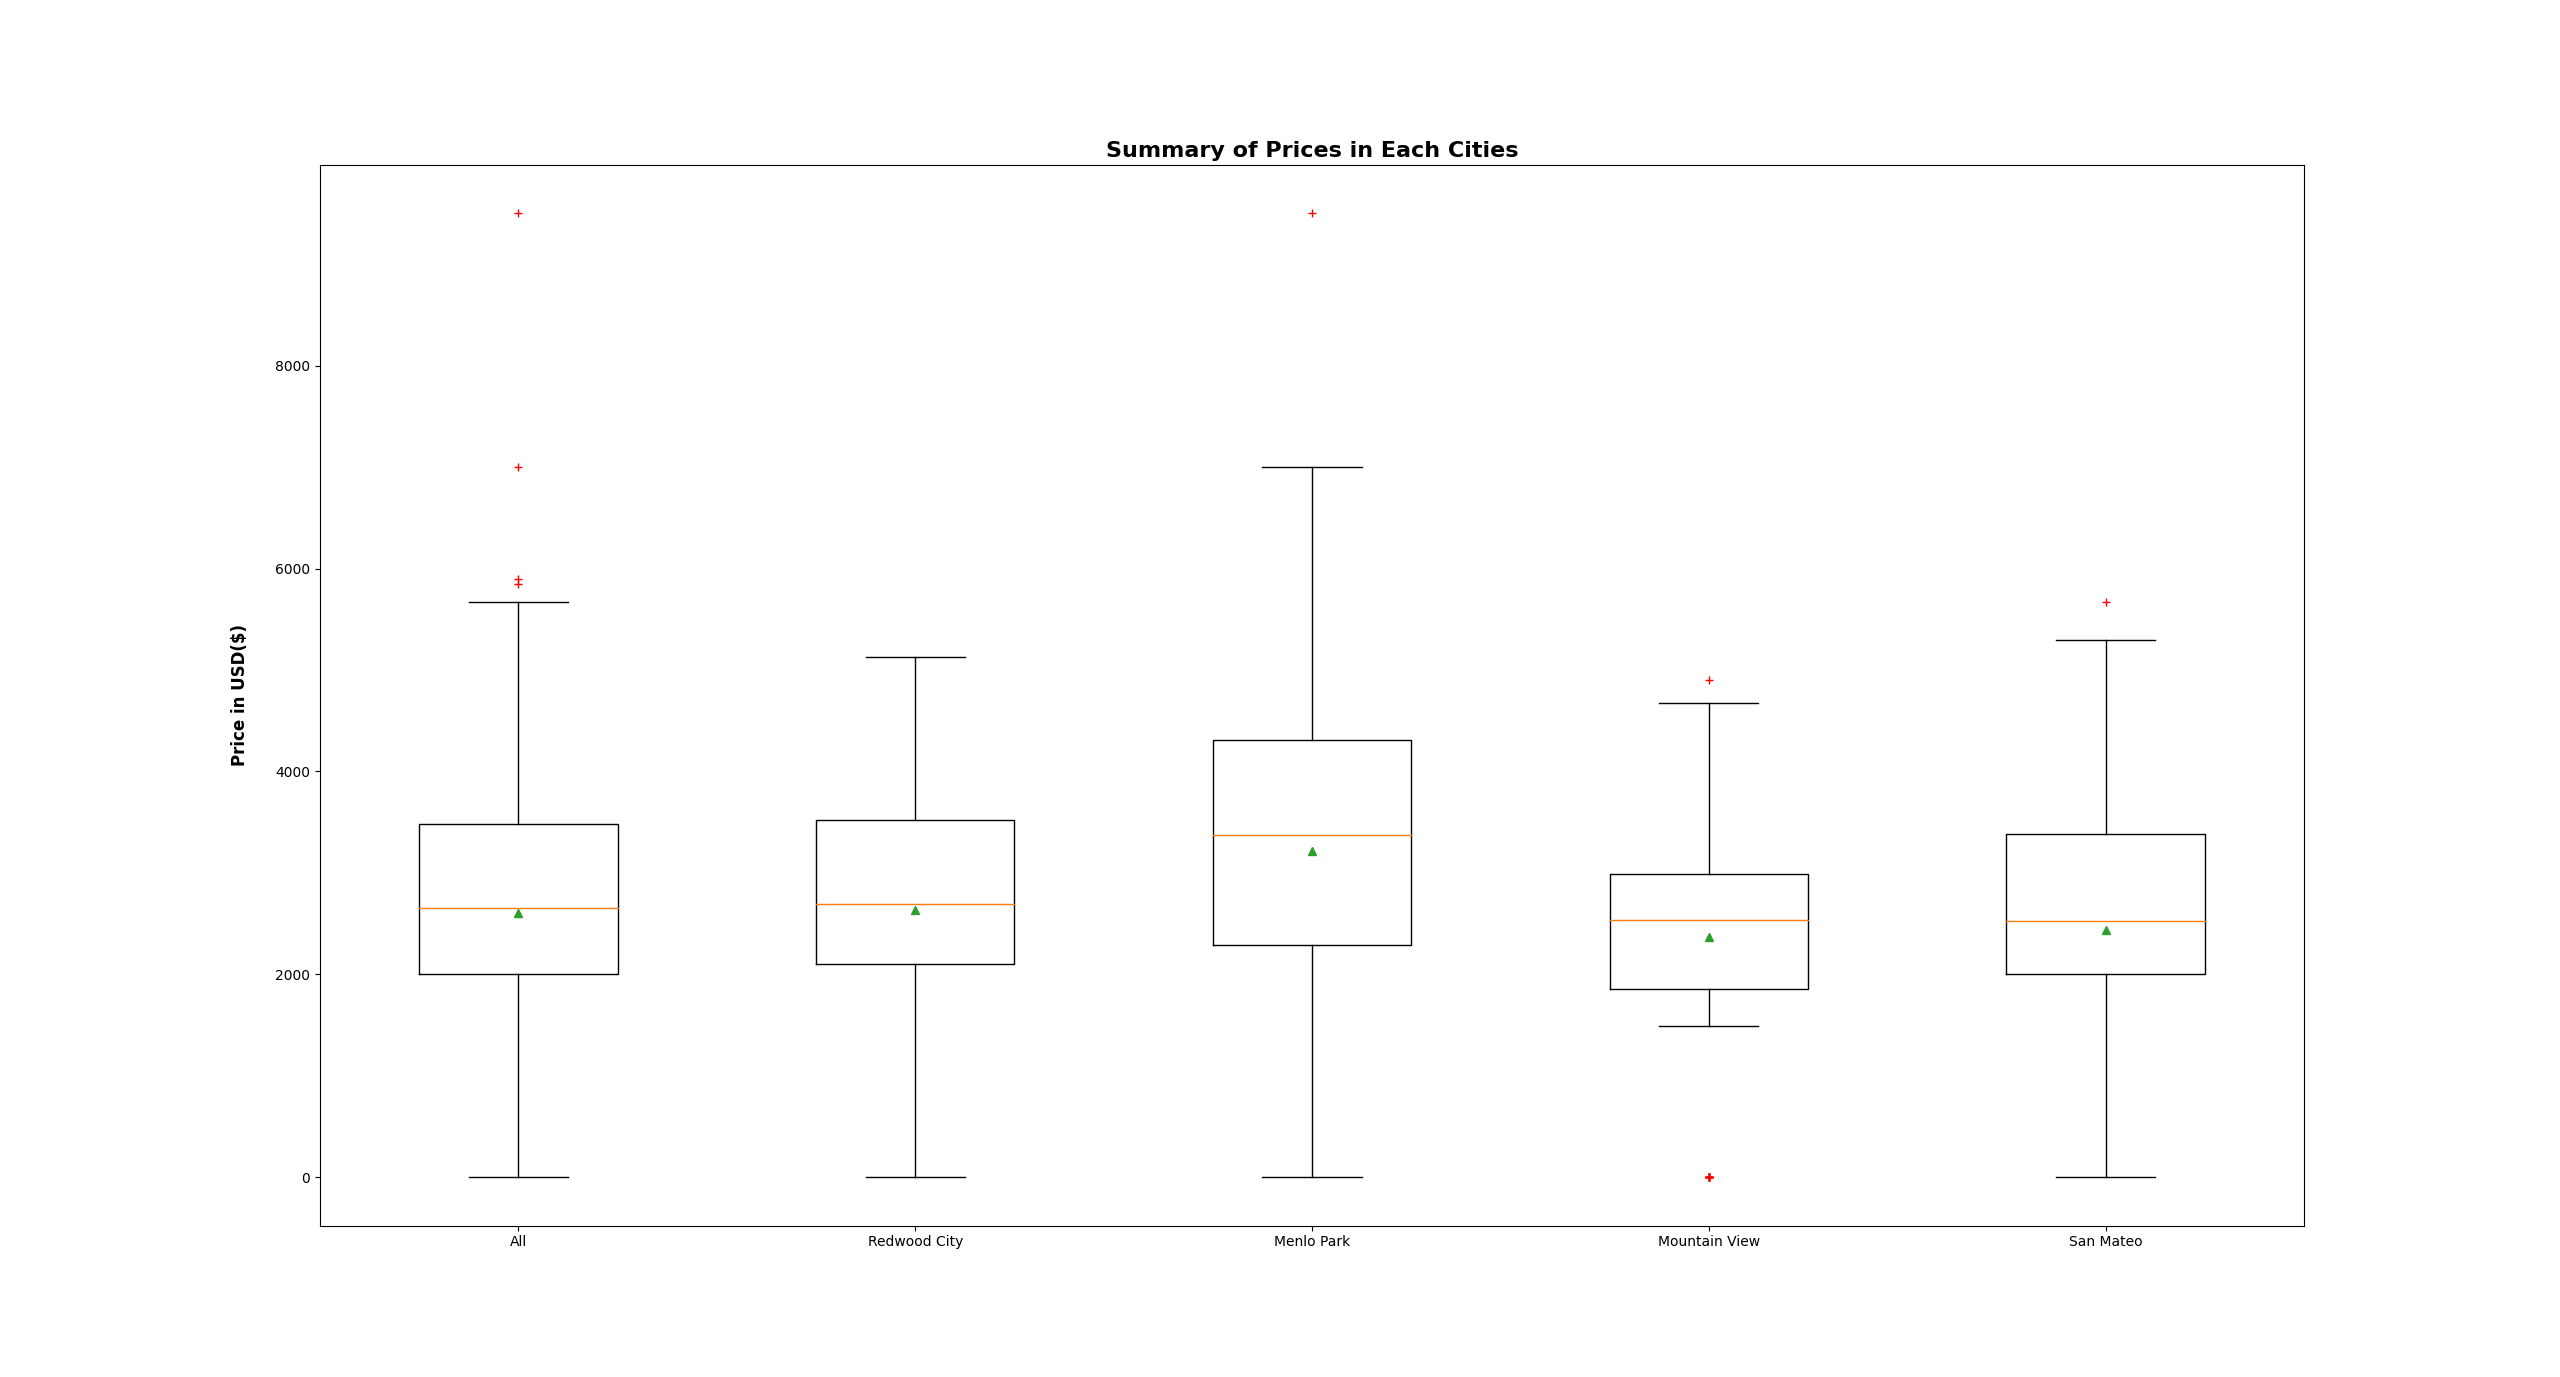 Summary of Prices in Each Cities
Price in USD($)
8000
6000
4000
2000
0
All
Redwood City
Menlo Park
Mountain View
San Mateo